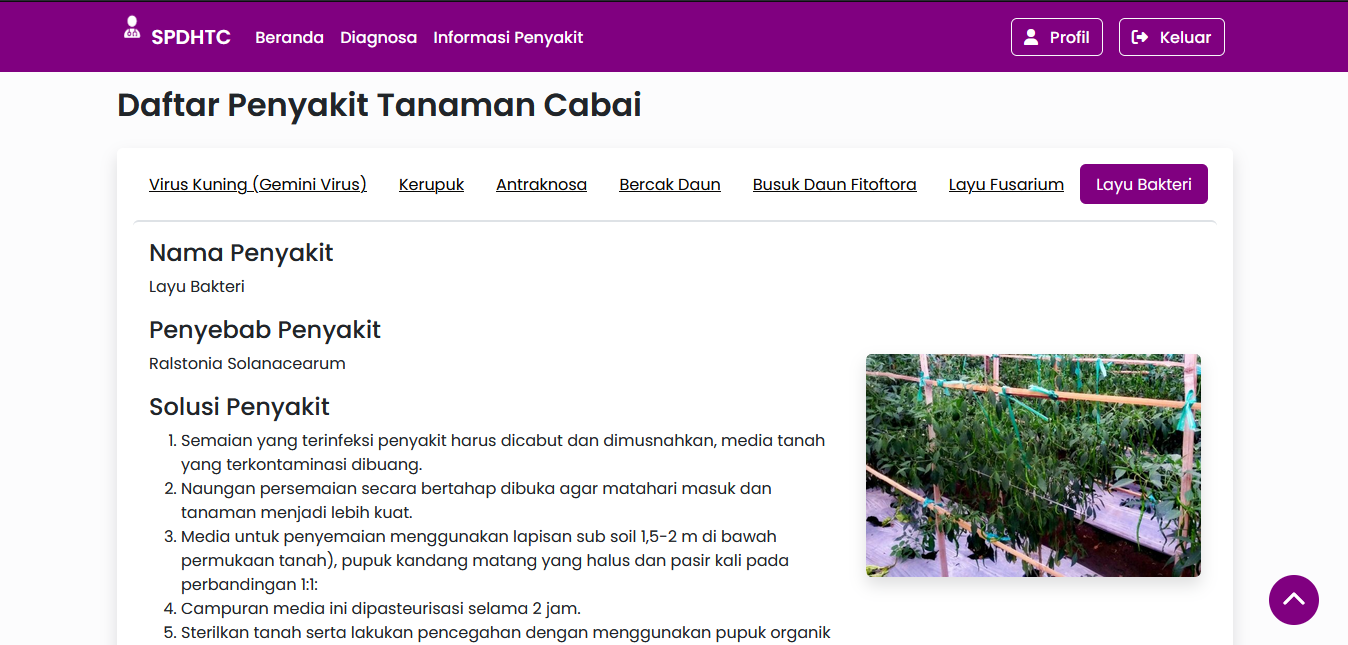 SPDHTC Beranda Diagnosa Informasi Penyakit Profil Keluar
Daftar Penyakit Tanaman Cabai
Virus Kuning (Gemini Virus) Kerupuk Antraknosa Bercak Daun Busuk Daun Fitoftora Layu Fusarium Layu Bakteri
Nama Penyakit
Layu Bakteri
Penyebab Penyakit
Ralstonia Solanacearum
Solusi Penyakit
1. Semaian yang terinfeksi penyakit harus dicabut dan dimusnahkan, media tanah
yang terkontaminasi dibuang.
2. Naungan persemaian secara bertahap dibuka agar matahari masuk dan
tanaman menjadi lebih kuat.
3. Media untuk penyemaian menggunakan lapisan sub soil 1,5-2 m di bawah
permukaan tanah), pupuk kandang matang yang halus dan pasir kali pada
perbandingan 1:1:
4. Campuran media ini dipasteurisasi selama 2 jam.
5. Sterilkan tanah serta lakukan pencegahan dengan menggunakan pupuk organik